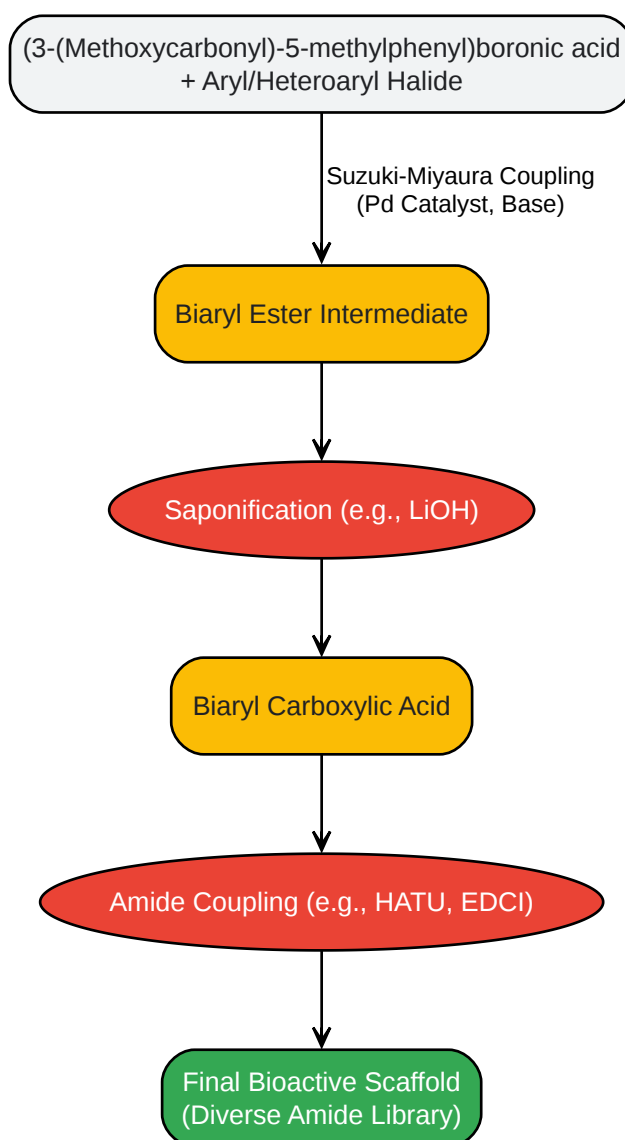 (3-(Methoxycarbonyl)-5-methylphenyl)boronic acid
+ Aryl/Heteroaryl Halide
Suzuki-Miyaura Coupling
(Pd Catalyst, Base)
Biaryl Ester Intermediate
Saponification (e.g., LiOH)
Biaryl Carboxylic Acid
Amide Coupling (e.g., HATU, EDCI)
Final Bioactive Scaffold
(Diverse Amide Library)